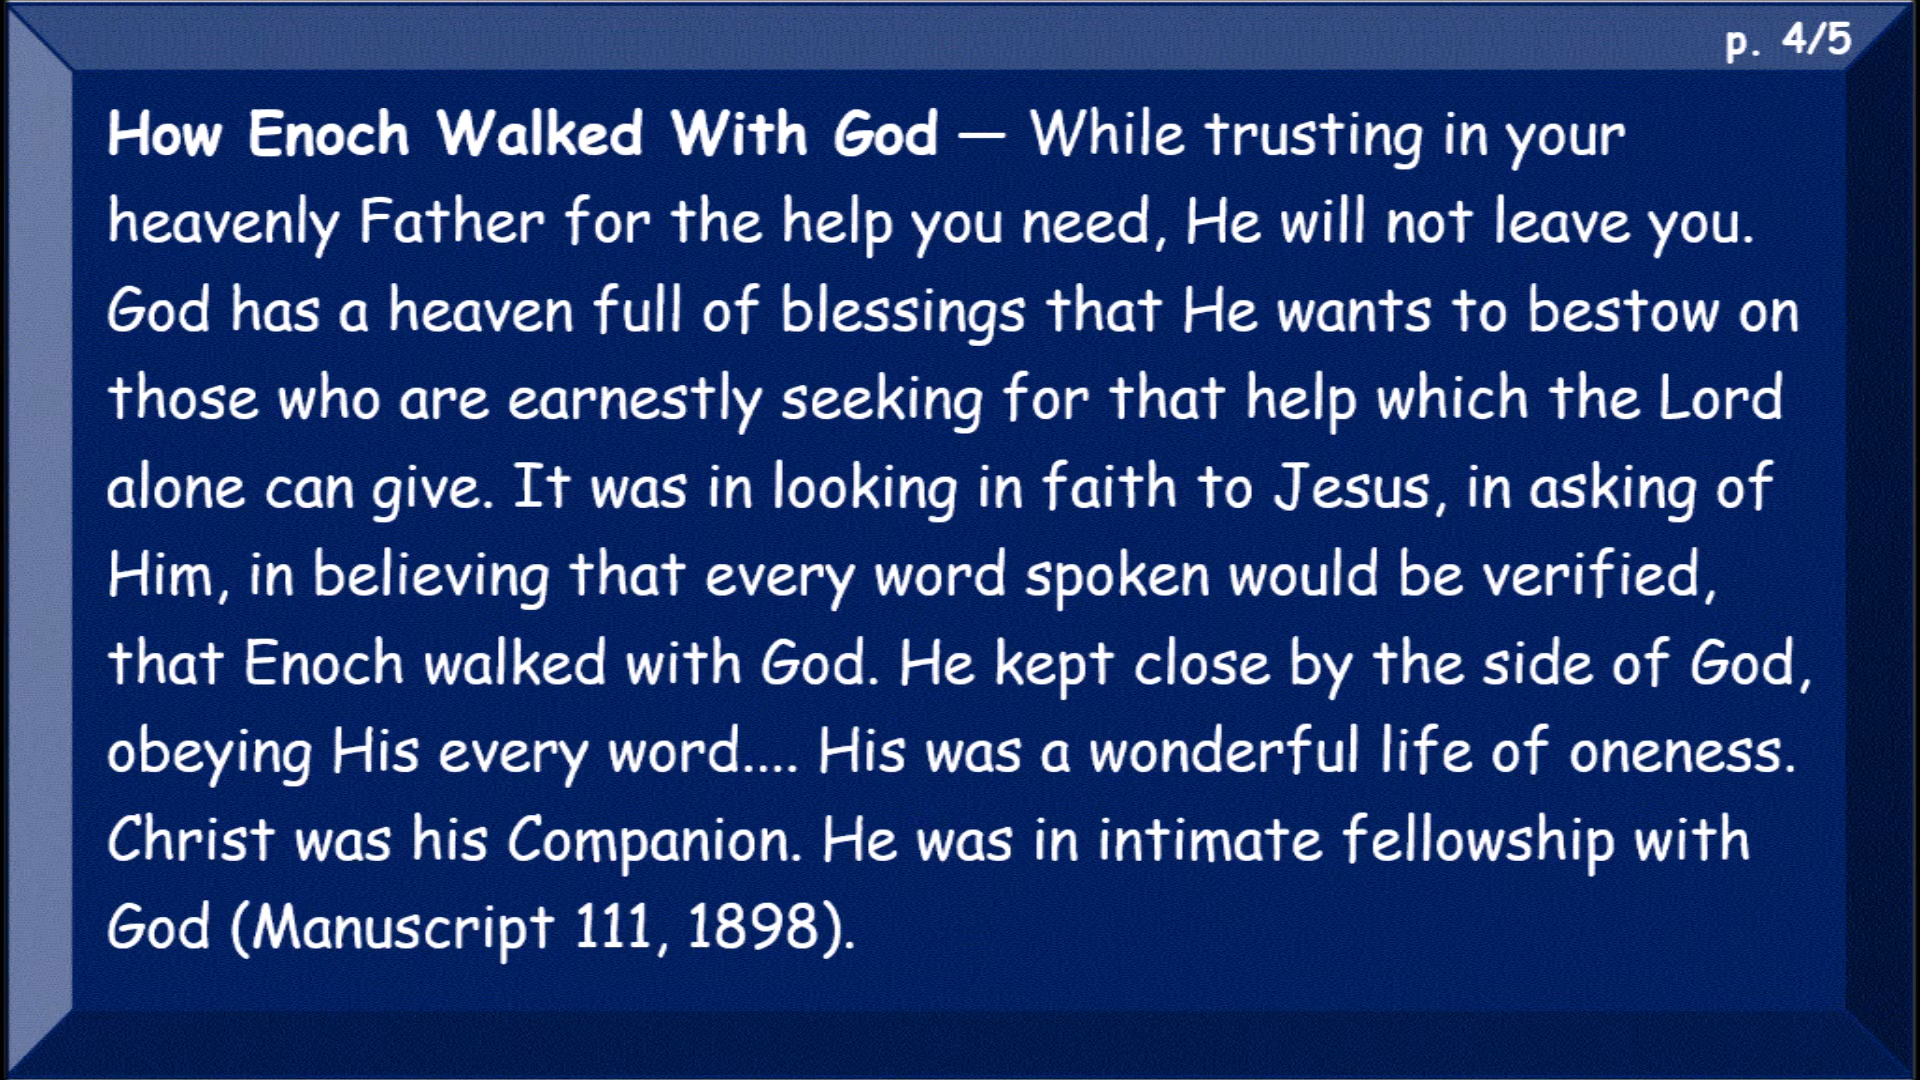 p. 4/5
How Enoch Walked With God — While trusting in your
heavenly Father for the help you need, He will not leave you.
God has a heaven full of blessings that He wants to bestow on
those who are earnestly seeking for that help which the Lord
alone can give. It was in looking in faith to Jesus, in asking of
Him, in believing that every word spoken would be verified,
that Enoch walked with God. He kept close by the side of God,
obeying His every word.... His was a wonderful life of oneness.
Christ was his Companion. He was in intimate fellowship with
God (Manuscript 111, 1898).